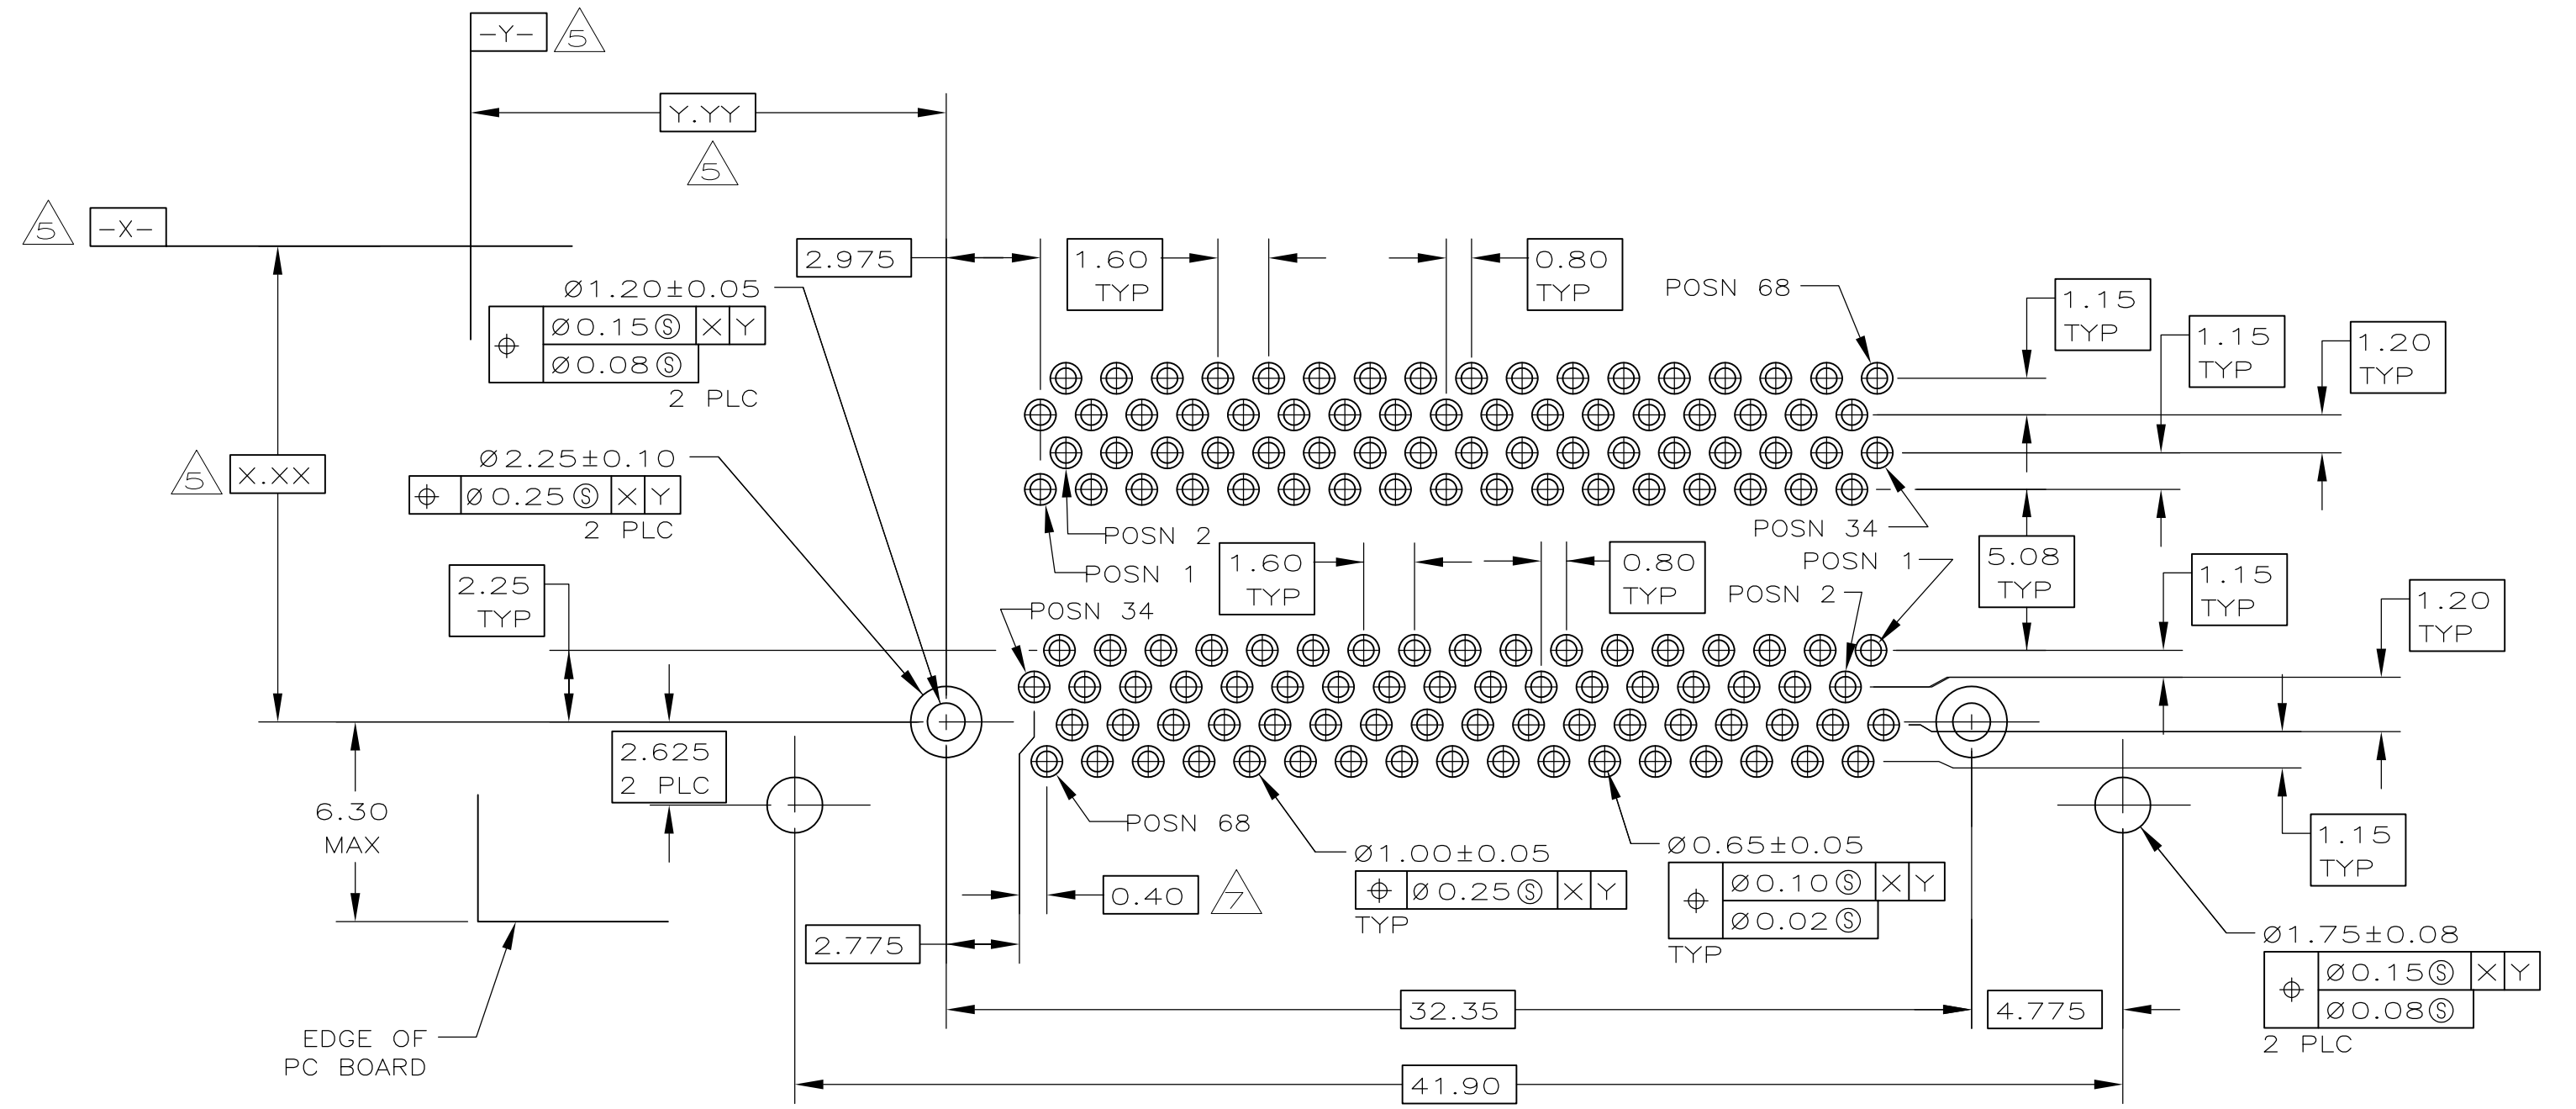 -Y- 5
Y.YY
5
5 -X-
2.975
1.60
TYP
0.80
TYP
POSN 68
1.15
TYP
1.15
TYP
1.20
TYP
Ø1.20±0.05
⌖ Ø0.15Ⓢ X Y
Ø0.08Ⓢ
2 PLC
5 X.XX
Ø2.25±0.10
⌖ Ø0.25Ⓢ X Y
2 PLC
POSN 2
POSN 1
POSN 34
1.60
TYP
0.80
TYP
POSN 1
POSN 2
5.08
TYP
1.15
TYP
1.20
TYP
2.25
TYP
POSN 34
2.625
2 PLC
6.30
MAX
POSN 68
0.40 7
2.775
Ø1.00±0.05
⌖ Ø0.25Ⓢ X Y
TYP
Ø0.65±0.05
⌖ Ø0.10Ⓢ X Y
Ø0.02Ⓢ
TYP
1.15
TYP
Ø1.75±0.08
⌖ Ø0.15Ⓢ X Y
Ø0.08Ⓢ
2 PLC
32.35
4.775
EDGE OF
PC BOARD
41.90